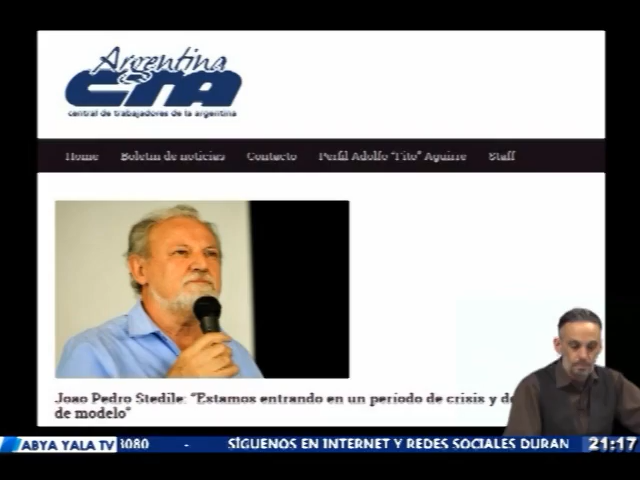 Argentina
CTA
central de trabajadores de la argentina
Home Boletin de noticias Contacto Perfil Adolfo "Tito" Aguirre Staff
Joao Pedro Stedile: "Estamos entrando en un periodo de crisis y de
de modelo"
ABYA YALA TV 3080 - SÍGUENOS EN INTERNET Y REDES SOCIALES DURAN 21:17